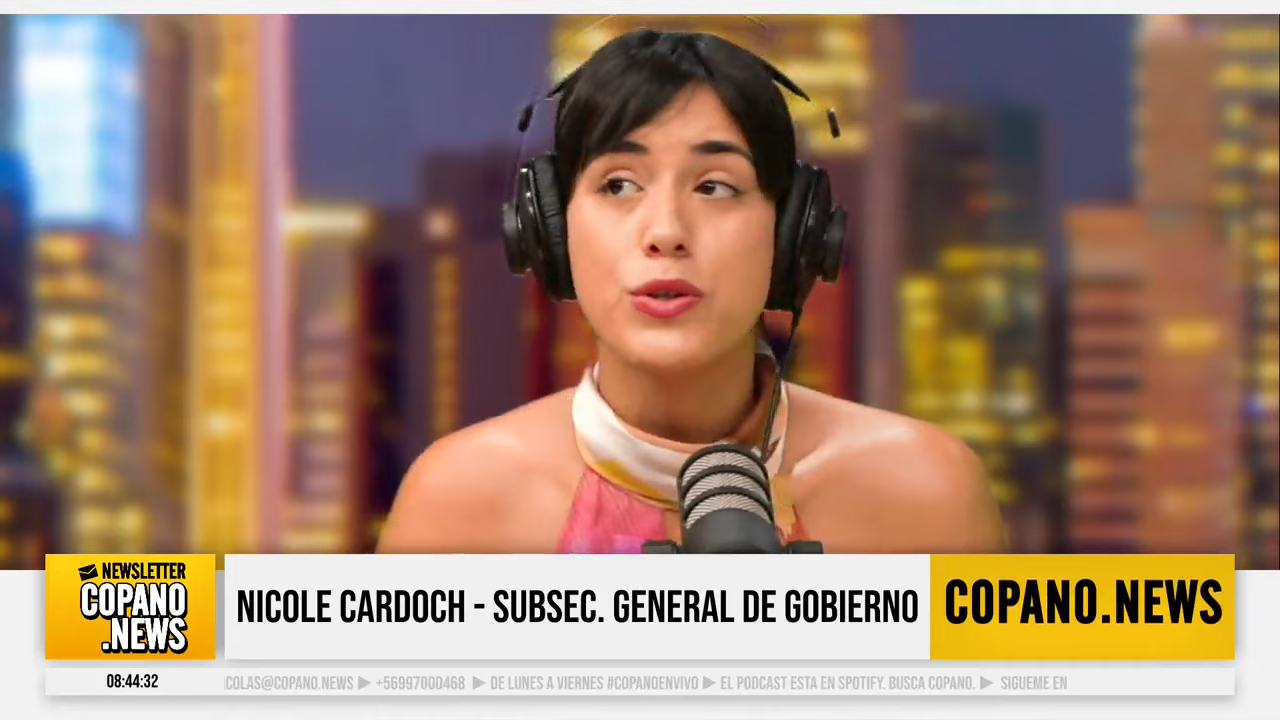 NEWSLETTER
COPANO
.NEWS
NICOLE CARDOCH - SUBSEC. GENERAL DE GOBIERNO
COPANO.NEWS
08:44:32
COLAS@COPANO.NEWS ▶ +56997000468 ▶ DE LUNES A VIERNES #COPANOENVIVO ▶ EL PODCAST ESTA EN SPOTIFY. BUSCA COPANO. ▶ SIGUEME EN